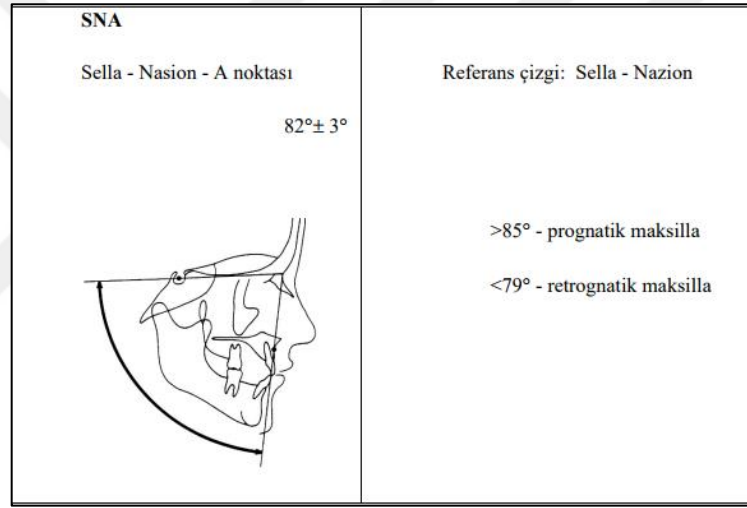 SNA
Sella - Nasion - A noktası
82°± 3°
Referans çizgi: Sella - Nazion
>85° - prognatik maksilla
<79° - retrognatik maksilla